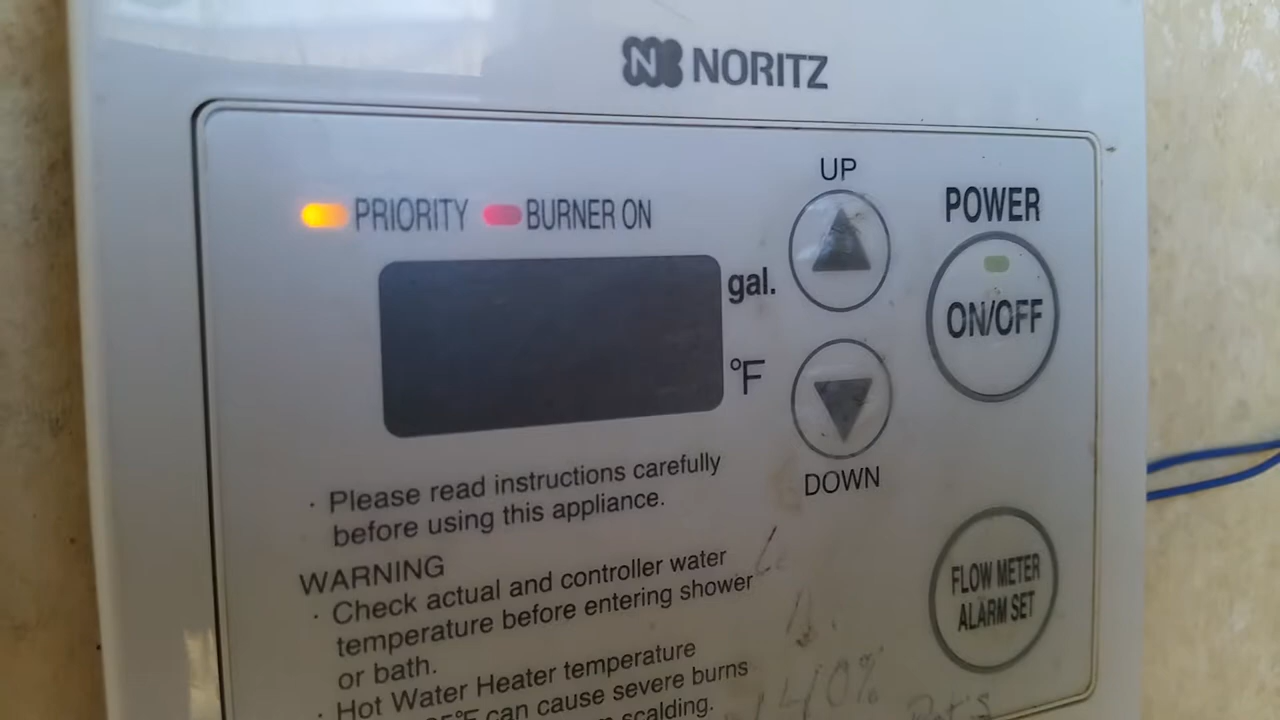 NORITZ
UP
POWER
PRIORITY BURNER ON
gal.
ON/OFF
°F
DOWN
· Please read instructions carefully
before using this appliance.
WARNING
· Check actual and controller water
temperature before entering shower
or bath.
· Hot Water Heater temperature
5°F can cause severe burns
scalding.
FLOW METER
ALARM SET
140%